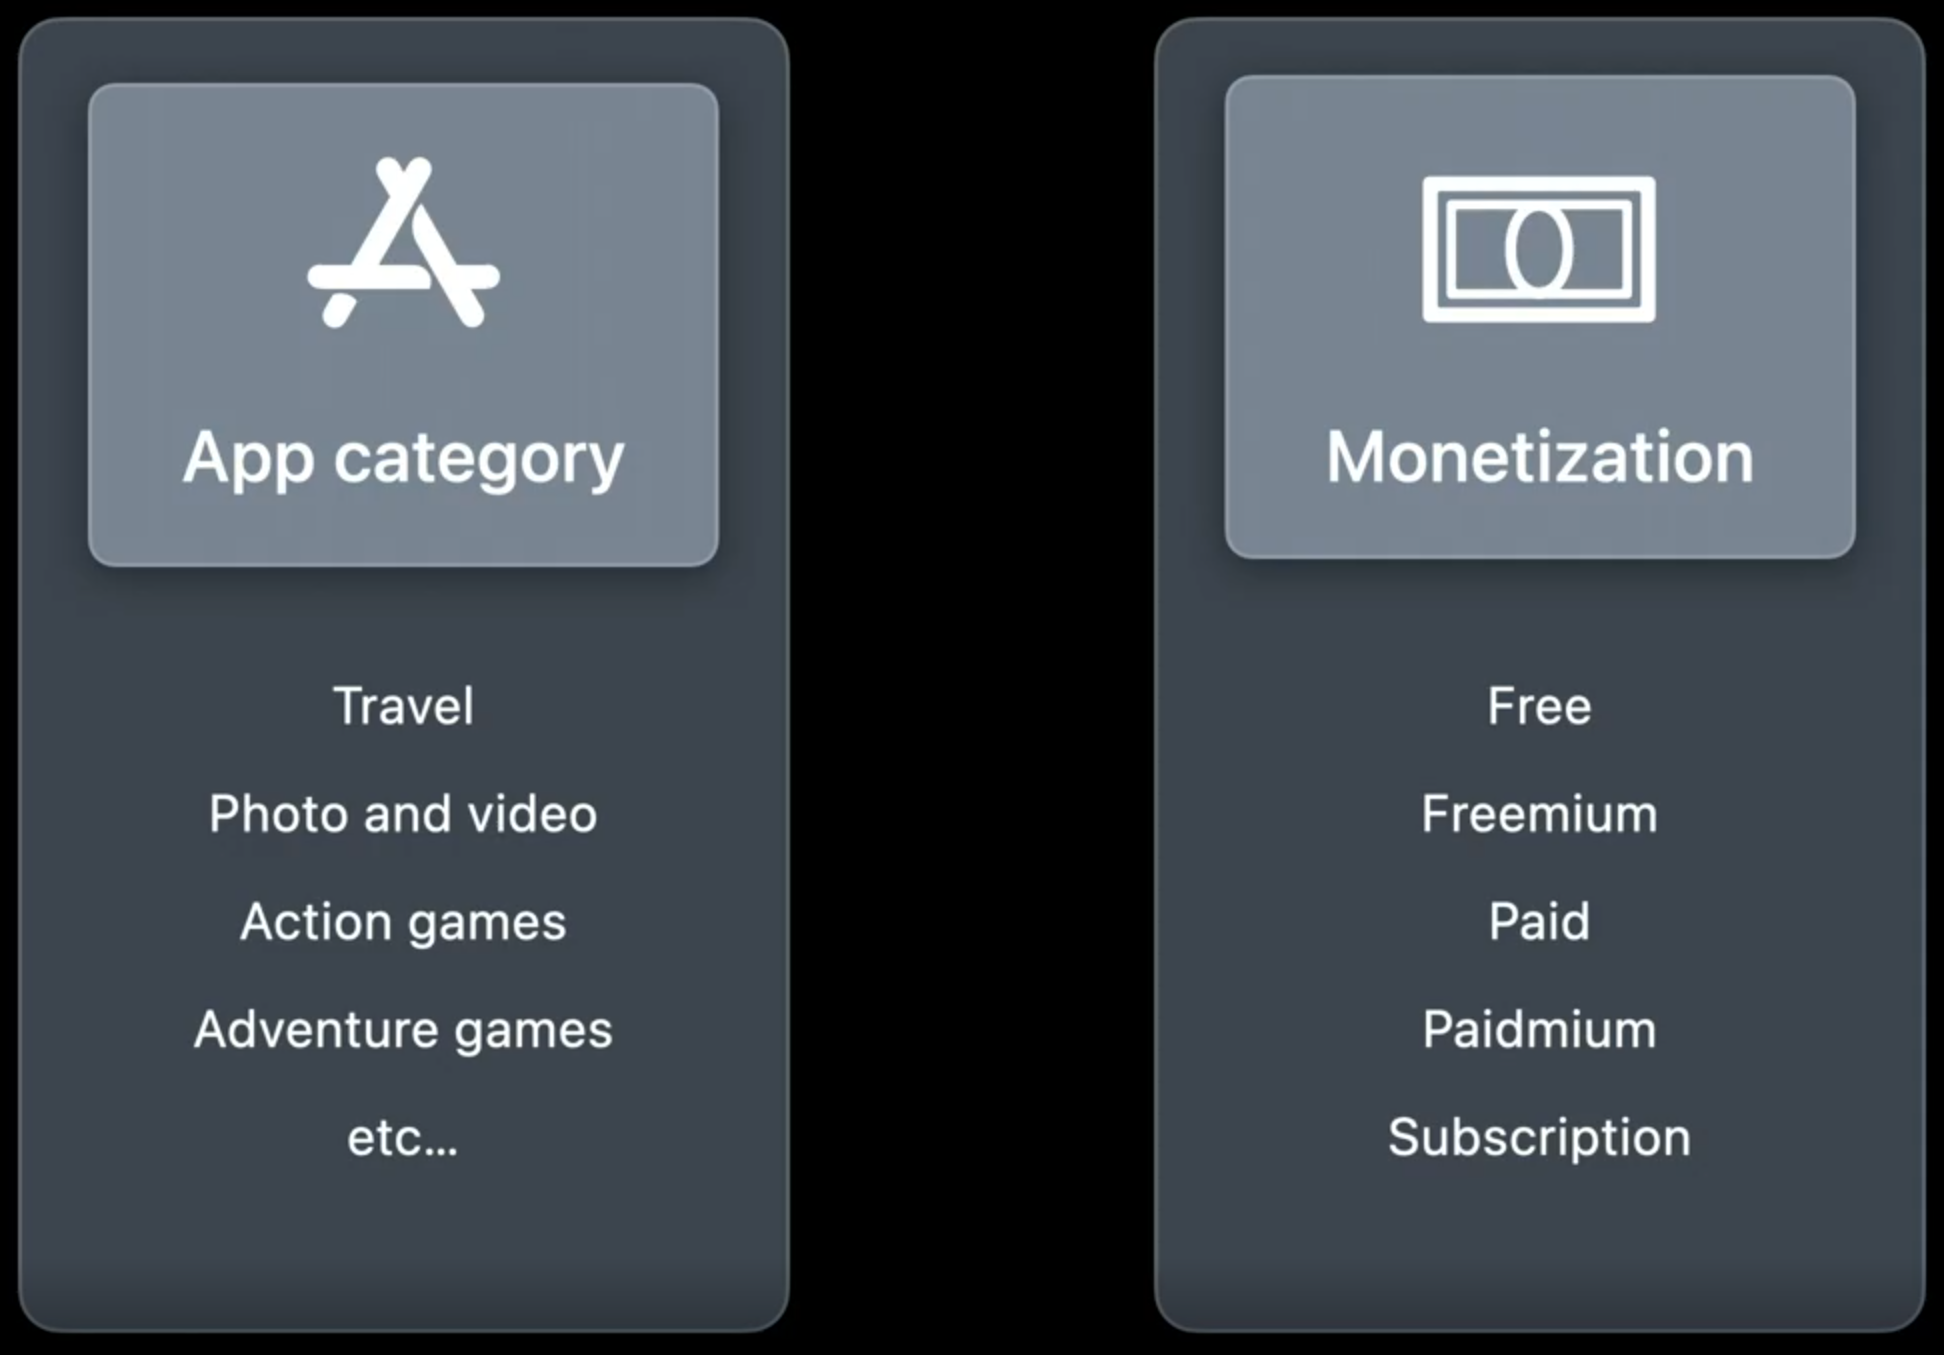 App category
Travel
Photo and video
Action games
Adventure games
etc...
Monetization
Free
Freemium
Paid
Paidmium
Subscription